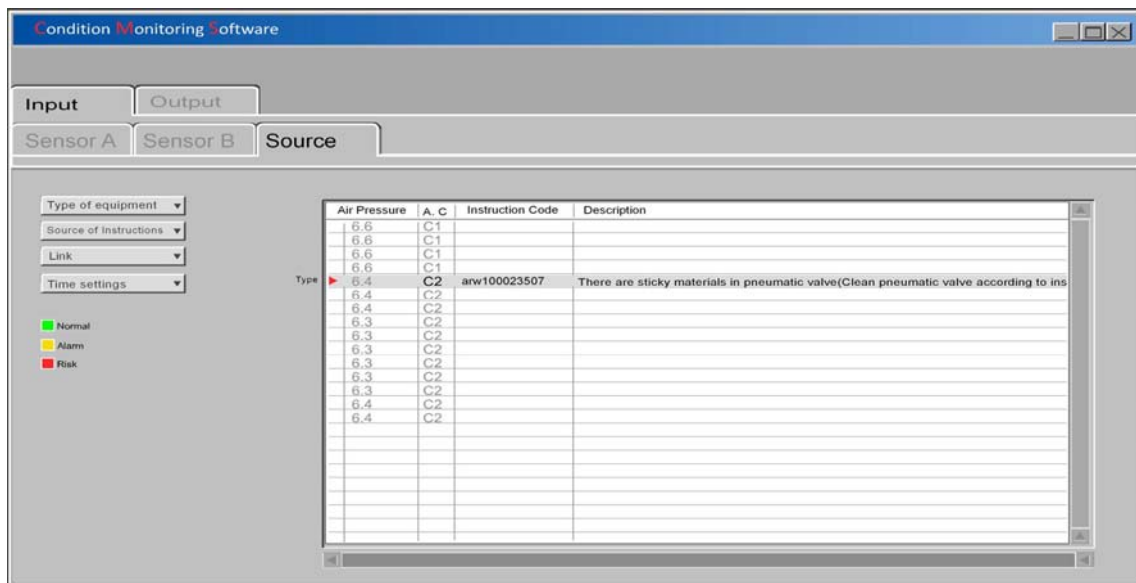 Condition Monitoring Software
Input Output
Sensor A Sensor B Source
Type of equipment
Source of Instructions
Link
Time settings
Normal
Alarm
Risk
Type
Air Pressure A. C Instruction Code Description
6.6 C1
6.6 C1
6.6 C1
6.6 C1
6.4 C2 arw100023507 There are sticky materials in pneumatic valve(Clean pneumatic valve according to ins
6.4 C2
6.4 C2
6.3 C2
6.3 C2
6.3 C2
6.3 C2
6.3 C2
6.3 C2
6.4 C2
6.4 C2